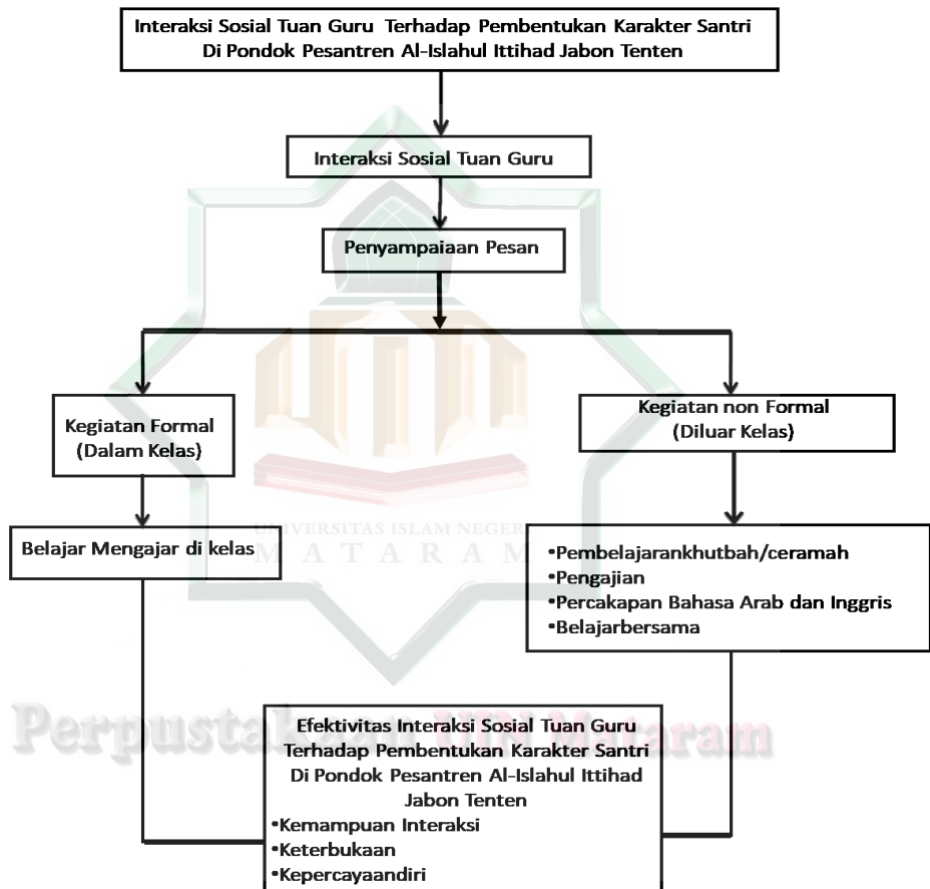 Interaksi Sosial Tuan Guru Terhadap Pembentukan Karakter Santri
Di Pondok Pesantren Al-Islahul Ittihad Jabon Tenten
Interaksi Sosial Tuan Guru
Penyampaiaan Pesan
Kegiatan Formal
(Dalam Kelas)
Kegiatan non Formal
(Diluar Kelas)
Belajar Mengajar di kelas
•Pembelajarankhutbah/ceramah
•Pengajian
•Percakapan Bahasa Arab dan Inggris
•Belajarbersama
UNIVERSITAS ISLAM NEGERI
MATARAM
Perpustakaan UIN Mataram
Efektivitas Interaksi Sosial Tuan Guru
Terhadap Pembentukan Karakter Santri
Di Pondok Pesantren Al-Islahul Ittihad
Jabon Tenten
•Kemampuan Interaksi
•Keterbukaan
•Kepercayaandiri